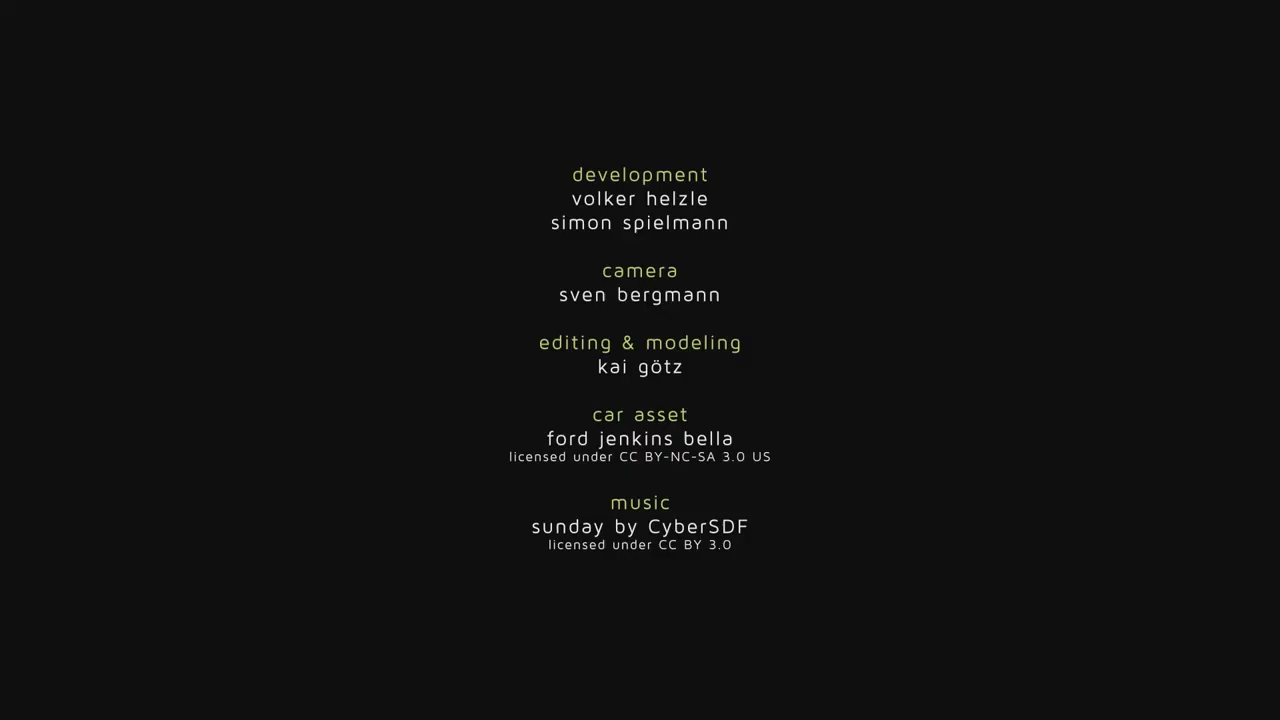 development
volker helzle
simon spielmann
camera
sven bergmann
editing & modeling
kai götz
car asset
ford jenkins bella
licensed under CC BY-NC-SA 3.0 US
music
sunday by CyberSDF
licensed under CC BY 3.0